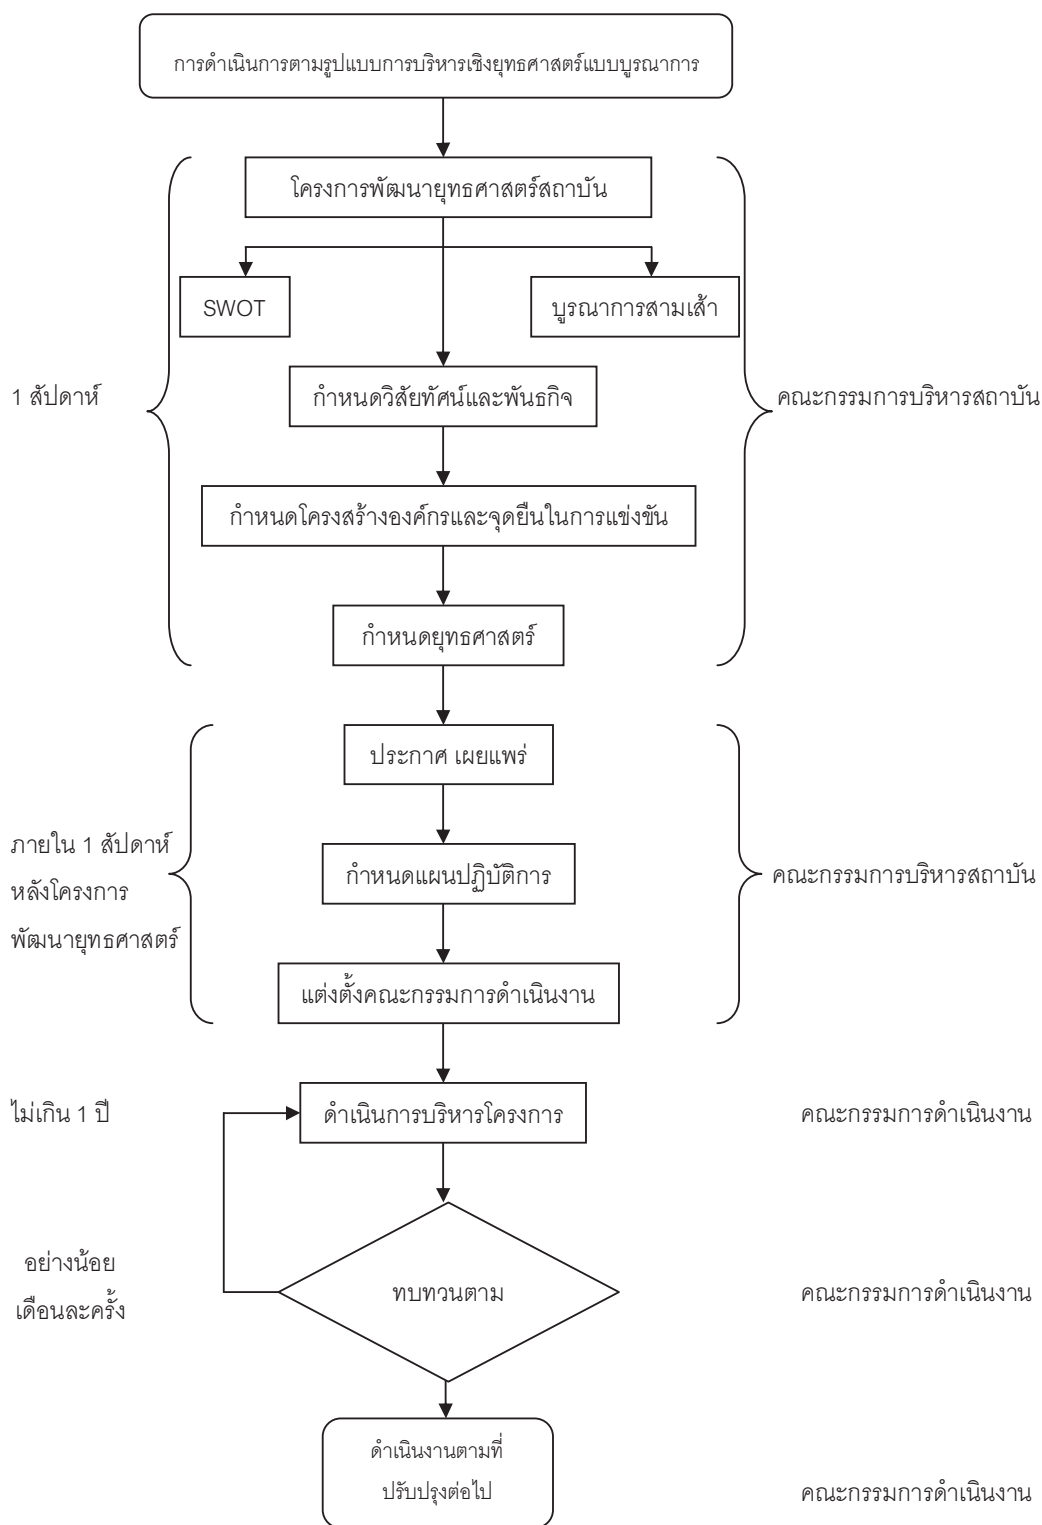 การดำเนินการตามรูปแบบการบริหารเชิงยุทธศาสตร์แบบบูรณาการ
โครงการพัฒนายุทธศาสตร์สถาบัน
SWOT
บูรณาการสามเส้า
1 สัปดาห์
กำหนดวิสัยทัศน์และพันธกิจ
คณะกรรมการบริหารสถาบัน
กำหนดโครงสร้างองค์กรและจุดยืนในการแข่งขัน
กำหนดยุทธศาสตร์
ประกาศ เผยแพร่
ภายใน 1 สัปดาห์
หลังโครงการ
พัฒนายุทธศาสตร์
กำหนดแผนปฏิบัติการ
คณะกรรมการบริหารสถาบัน
แต่งตั้งคณะกรรมการดำเนินงาน
ไม่เกิน 1 ปี
ดำเนินการบริหารโครงการ
คณะกรรมการดำเนินงาน
อย่างน้อย
เดือนละครั้ง
ทบทวนตาม
คณะกรรมการดำเนินงาน
ดำเนินงานตามที่
ปรับปรุงต่อไป
คณะกรรมการดำเนินงาน